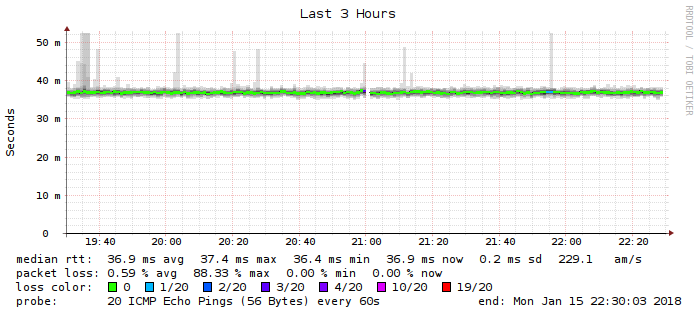 Last 3 Hours
RRDTOOL / TOBI OETIKER
Seconds
50 m
40 m
30 m
20 m
10 m
0
19:40 20:00 20:20 20:40 21:00 21:20 21:40 22:00 22:20
median rtt: 36.9 ms avg 37.4 ms max 36.4 ms min 36.9 ms now 0.2 ms sd 229.1 am/s
packet loss: 0.59 % avg 88.33 % max 0.00 % min 0.00 % now
loss color: 0 1/20 2/20 3/20 4/20 10/20 19/20
probe: 20 ICMP Echo Pings (56 Bytes) every 60s end: Mon Jan 15 22:30:03 2018